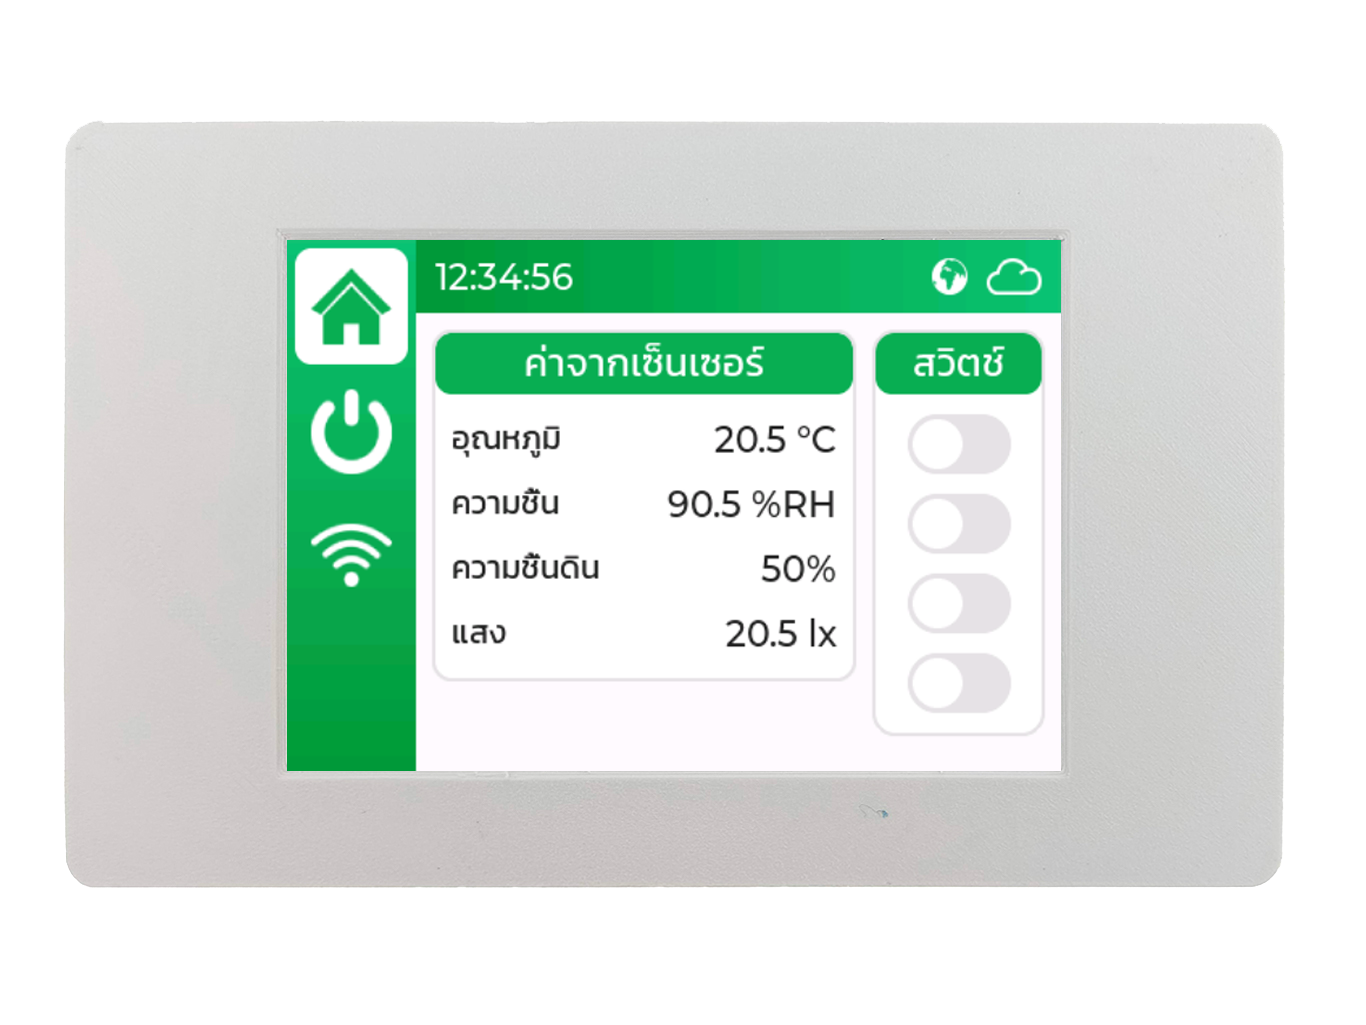 12:34:56
ค่าจากเซ็นเซอร์
สวิตช์
อุณหภูมิ 20.5 °C
ความชื้น 90.5 %RH
ความชื้นดิน 50%
แสง 20.5 lx